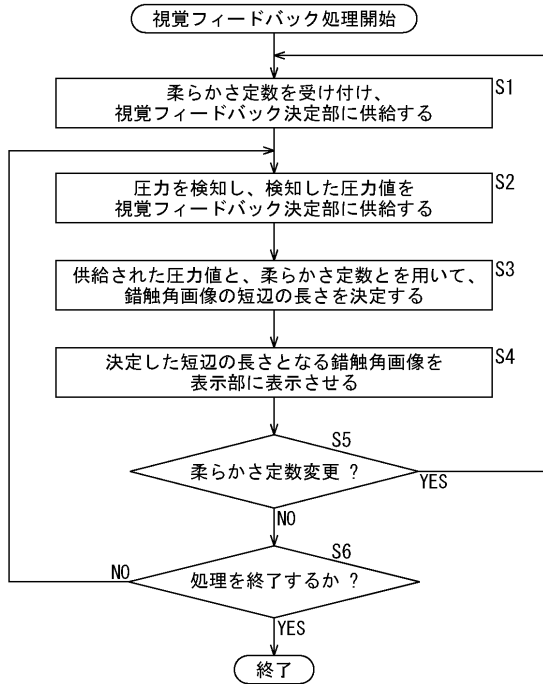 視覚フィードバック処理開始
柔らかさ定数を受け付け、
視覚フィードバック決定部に供給する
S1
圧力を検知し、検知した圧力値を
視覚フィードバック決定部に供給する
S2
供給された圧力値と、柔らかさ定数とを用いて、
錯触角画像の短辺の長さを決定する
S3
決定した短辺の長さとなる錯触角画像を
表示部に表示させる
S4
S5
柔らかさ定数変更 ?
YES
NO
S6
処理を終了するか ?
NO
YES
終了